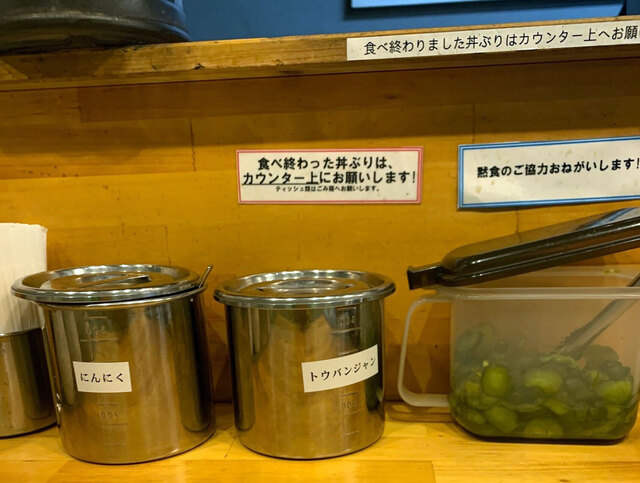 食べ終わりました丼ぶりはカウンター上へお願
食べ終わった丼ぶりは、
カウンター上にお願いします!
ティッシュ類はごみ箱へお願いします。
黙食のご協力おねがいします!
にんにく
トウバンジャン